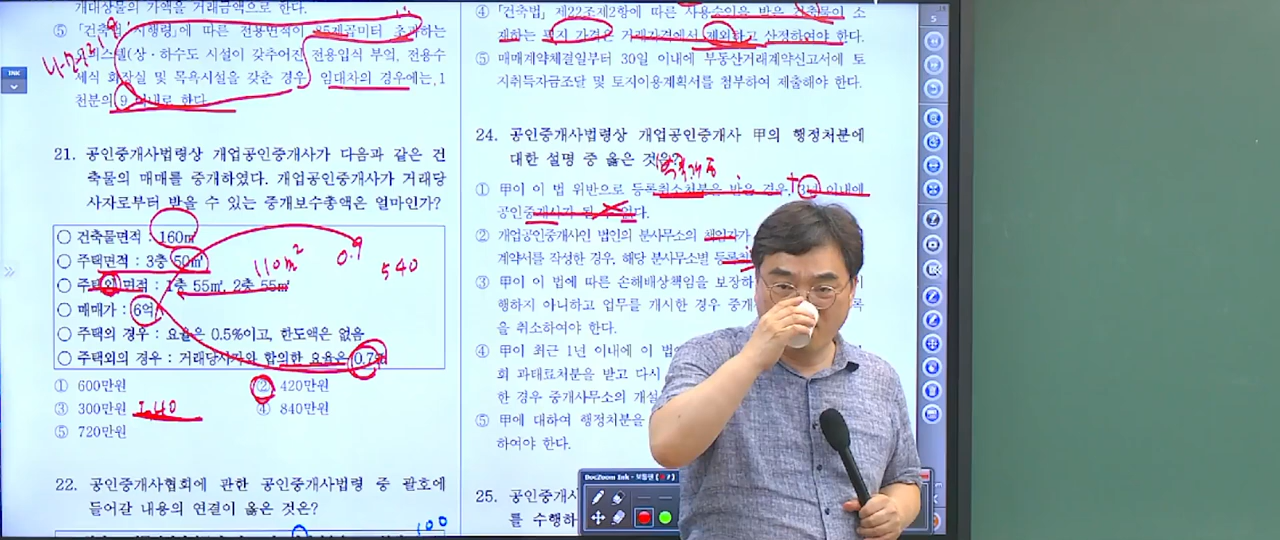 개대상물의 가액을 거래금액으로 한다.
⑤ 「건축법 시행령」에 따른 전용면적이 85제곱미터 초과하는
(상·하수도 시설이 갖추어진 전용입식 부엌, 전용수
세식 화장실 및 목욕시설을 갖춘 경우) 임대차의 경우에는, 1
천분의 9 이내로 한다.
21. 공인중개사법령상 개업공인중개사가 다음과 같은 건
축물의 매매를 중개하였다. 개업공인중개사가 거래당
사자로부터 받을 수 있는 중개보수총액은 얼마인가?
○ 건축물면적 : 160㎡
○ 주택면적 : 3층 50㎡
110m² 0.9 540
○ 주택외 면적 : 1층 55㎡, 2층 55㎡
○ 매매가 : 6억
○ 주택의 경우 : 요율은 0.5%이고, 한도액은 없음
○ 주택외의 경우 : 거래당사자와 합의한 요율은 0.7%
① 600만원 ② 420만원
③ 300만원 ④ 840만원
⑤ 720만원
22. 공인중개사협회에 관한 공인중개사법령 중 괄호에
들어갈 내용의 연결이 옳은 것은?
100
④ 「건축법」 제22조제2항에 따른 사용승인을 받은 건축물이 소
재하는 토지 가격은 거래가격에서 제외하고 산정하여야 한다.
⑤ 매매계약체결일부터 30일 이내에 부동산거래계약신고서에 토
지취득자금조달 및 토지이용계획서를 첨부하여 제출해야 한다.
24. 공인중개사법령상 개업공인중개사 甲의 행정처분에
대한 설명 중 옳은 것은?
① 甲이 이 법 위반으로 등록취소처분을 받은 경우, 3년 이내에
공인중개사가 될 수 없다.
② 개업공인중개사인 법인의 분사무소의 책임자가
계약서를 작성한 경우, 해당 분사무소별 등록취
③ 甲이 이 법에 따른 손해배상책임을 보장하
행하지 아니하고 업무를 개시한 경우 중개 록
을 취소하여야 한다.
④ 甲이 최근 1년 이내에 이 법 2
회 과태료처분을 받고 다시
한 경우 중개사무소의 개설
⑤ 甲에 대하여 행정처분을
하여야 한다.
25. 공인중개사
를 수행하
DocZoom Ink - 보통펜
INK